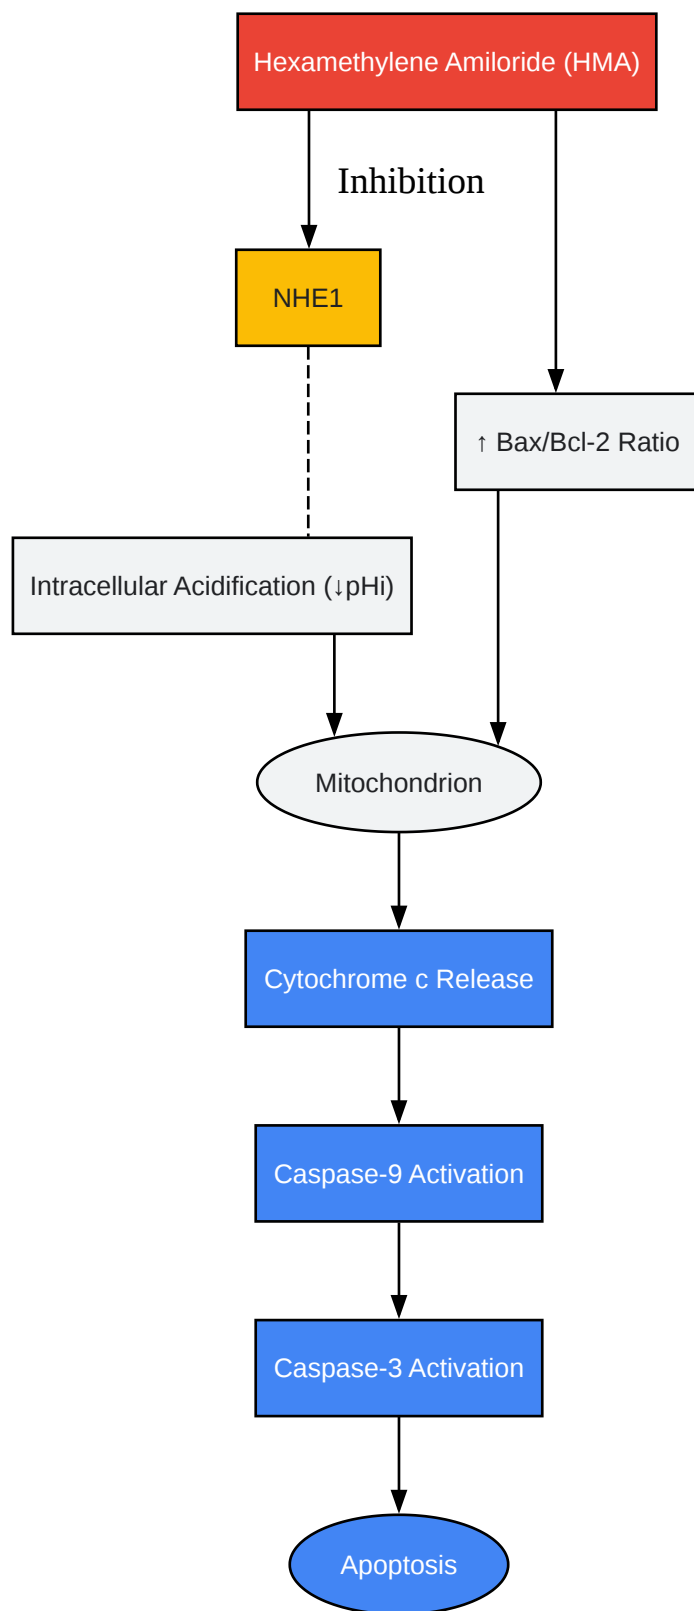 Hexamethylene Amiloride (HMA)
Inhibition
NHE1
↑ Bax/Bcl-2 Ratio
Intracellular Acidification (↓pHi)
Mitochondrion
Cytochrome c Release
Caspase-9 Activation
Caspase-3 Activation
Apoptosis